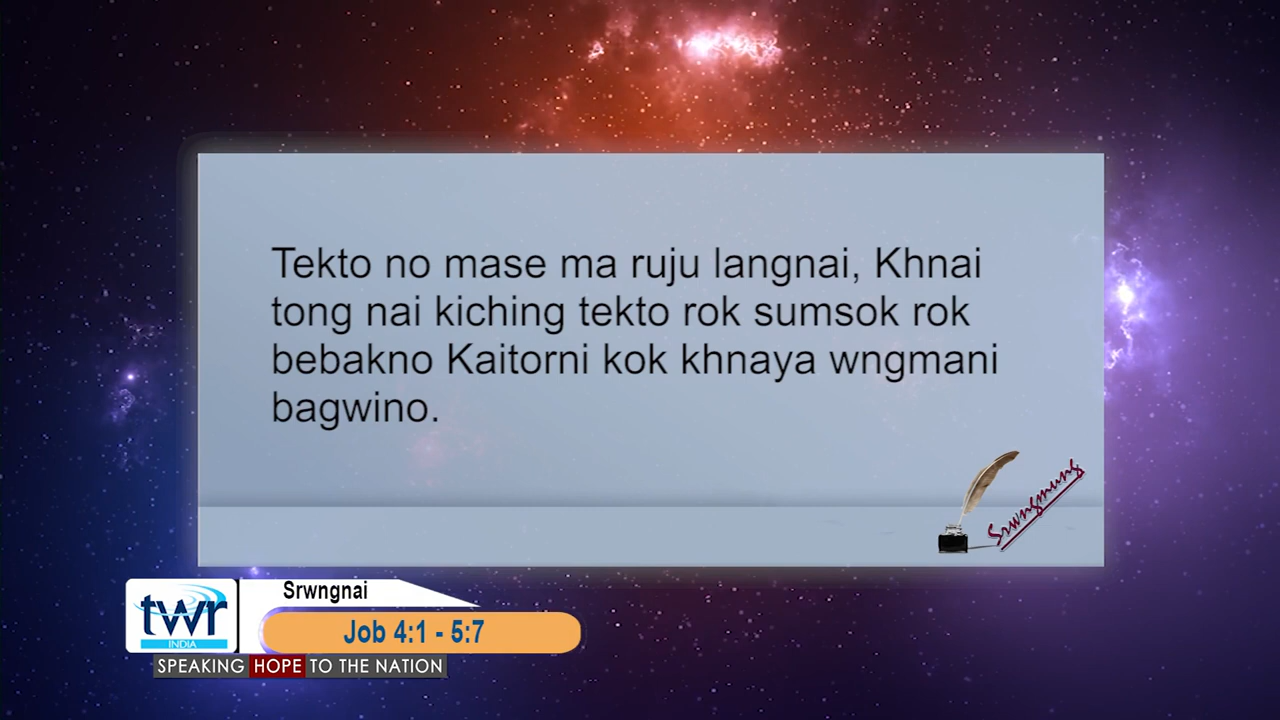 Tekto no mase ma ruju langnai, Khnai
tong nai kiching tekto rok sumsok rok
bebakno Kaitorni kok khnaya wngmani
bagwino.
Srwngmung
Srwngnai
twr
INDIA
Job 4:1 - 5:7
SPEAKING HOPE TO THE NATION